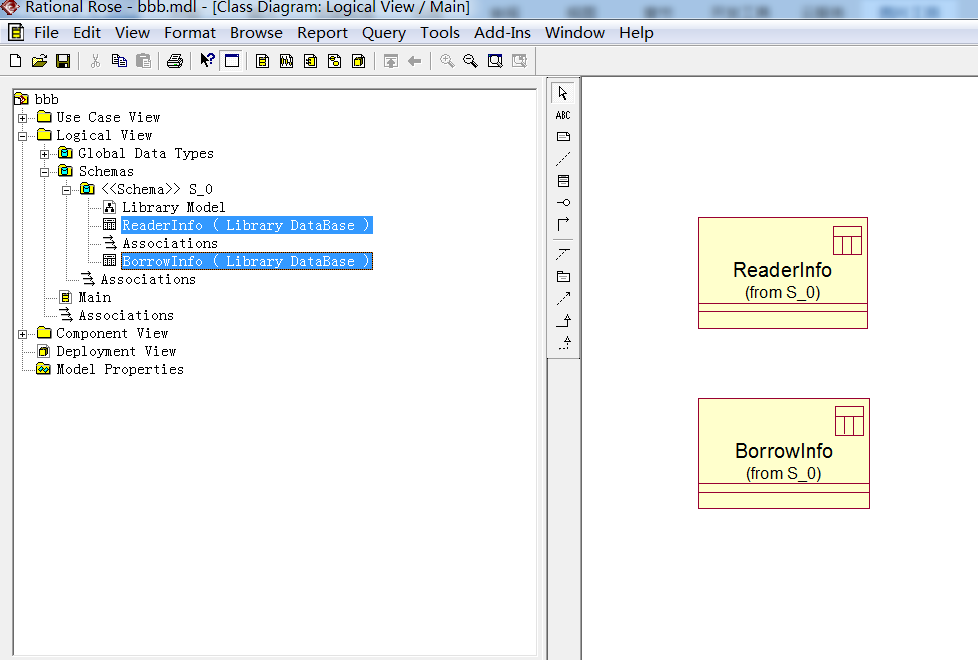 Rational Rose - bbb.mdl - [Class Diagram: Logical View / Main]
File Edit View Format Browse Report Query Tools Add-Ins Window Help
bbb
Use Case View
Logical View
Global Data Types
Schemas
<<Schema>> S_0
Library Model
ReaderInfo ( Library DataBase )
Associations
BorrowInfo ( Library DataBase )
Associations
Main
Associations
Component View
Deployment View
Model Properties
ABC
ReaderInfo
(from S_0)
BorrowInfo
(from S_0)